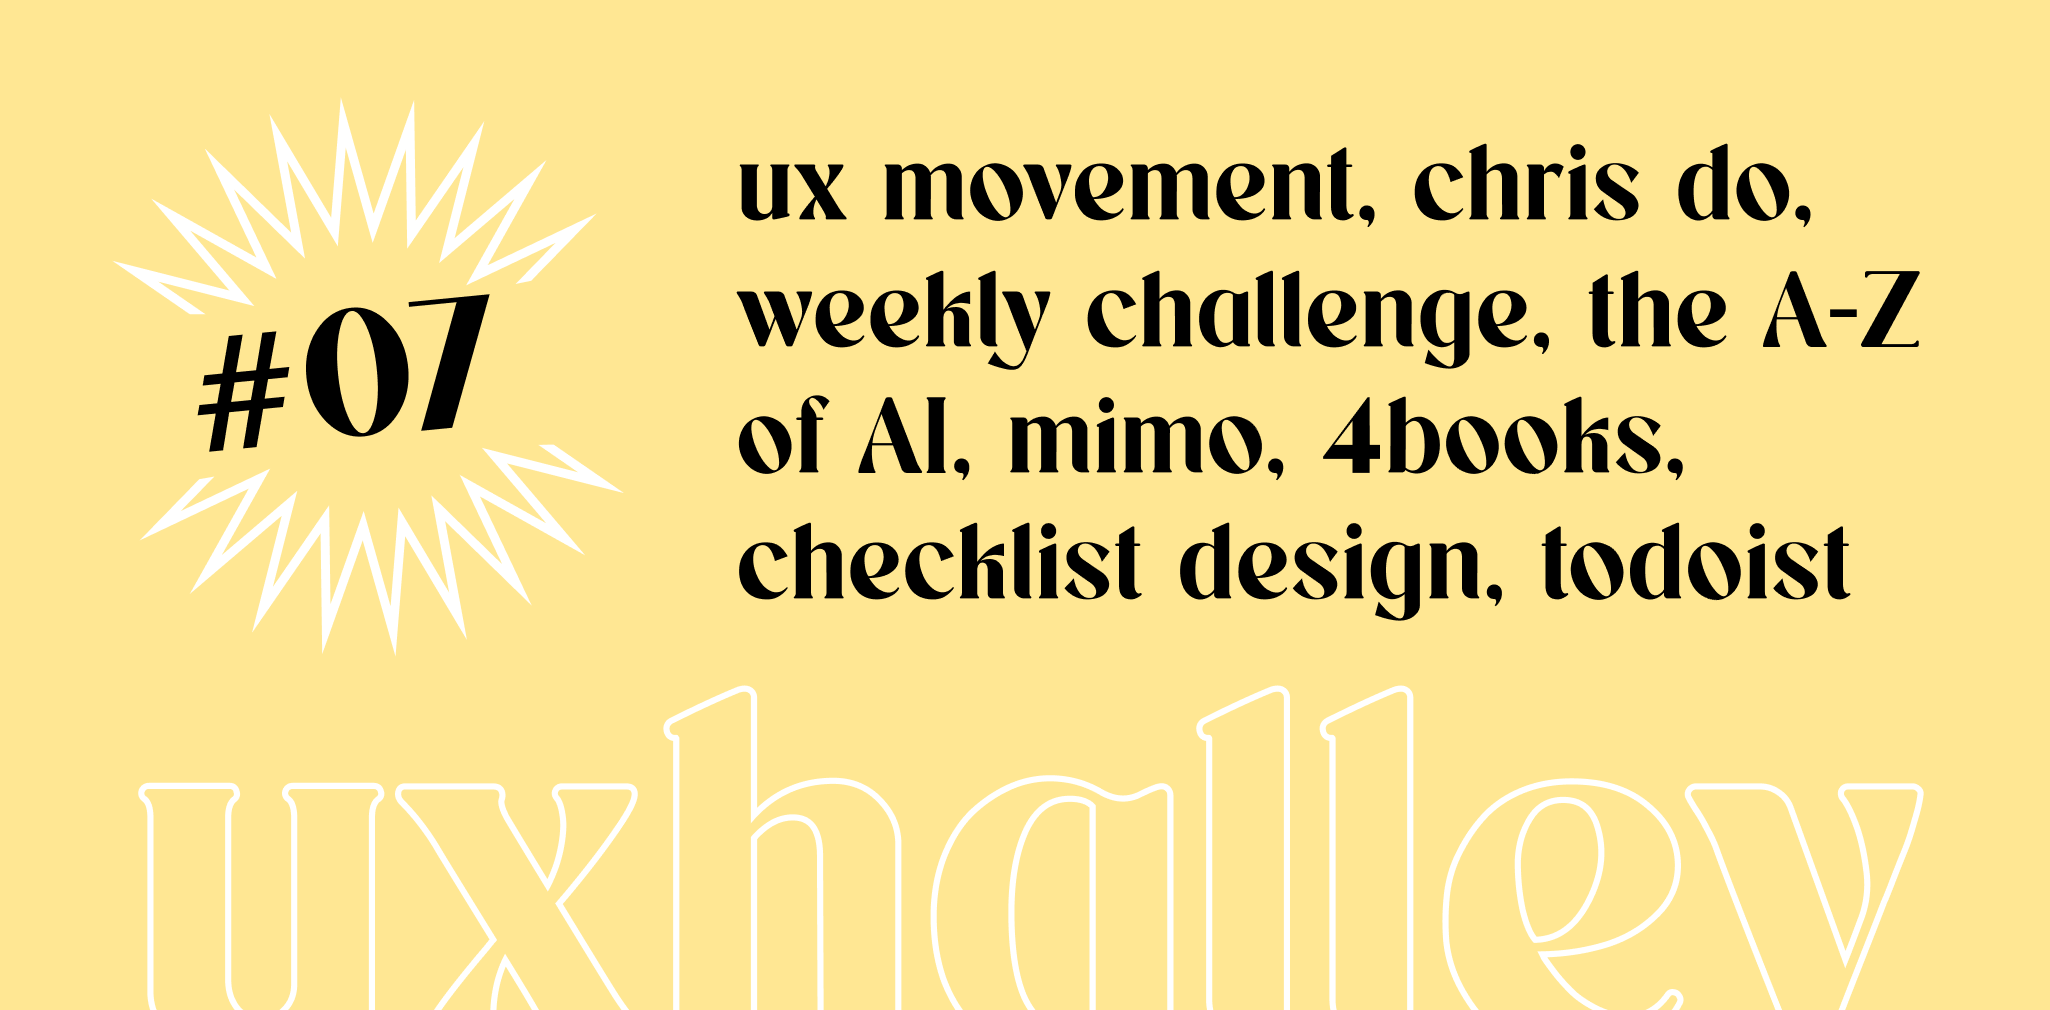 #07
ux movement, chris do,
weekly challenge, the A-Z
of AI, mimo, 4books,
checklist design, todoist
uxhalley